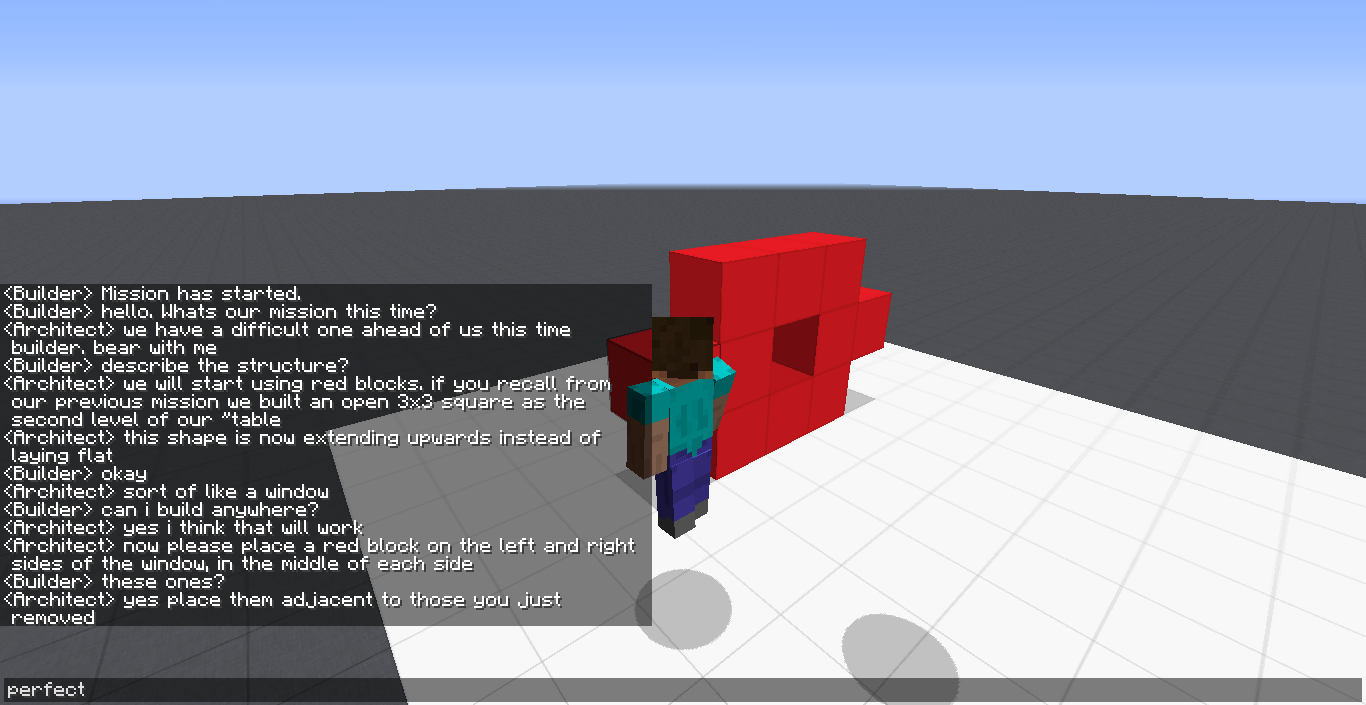 <Builder> Mission has started.
<Builder> hello. Whats our mission this time?
<Architect> we have a difficult one ahead of us this time
builder. bear with me
<Builder> describe the structure?
<Architect> we will start using red blocks. if you recall from
our previous mission we built an open 3x3 square as the
second level of our "table
<Architect> this shape is now extending upwards instead of
laying flat
<Builder> okay
<Architect> sort of like a window
<Builder> can i build anywhere?
<Architect> yes i think that will work
<Architect> now please place a red block on the left and right
sides of the window, in the middle of each side
<Builder> these ones?
<Architect> yes place them adjacent to those you just
removed
perfect